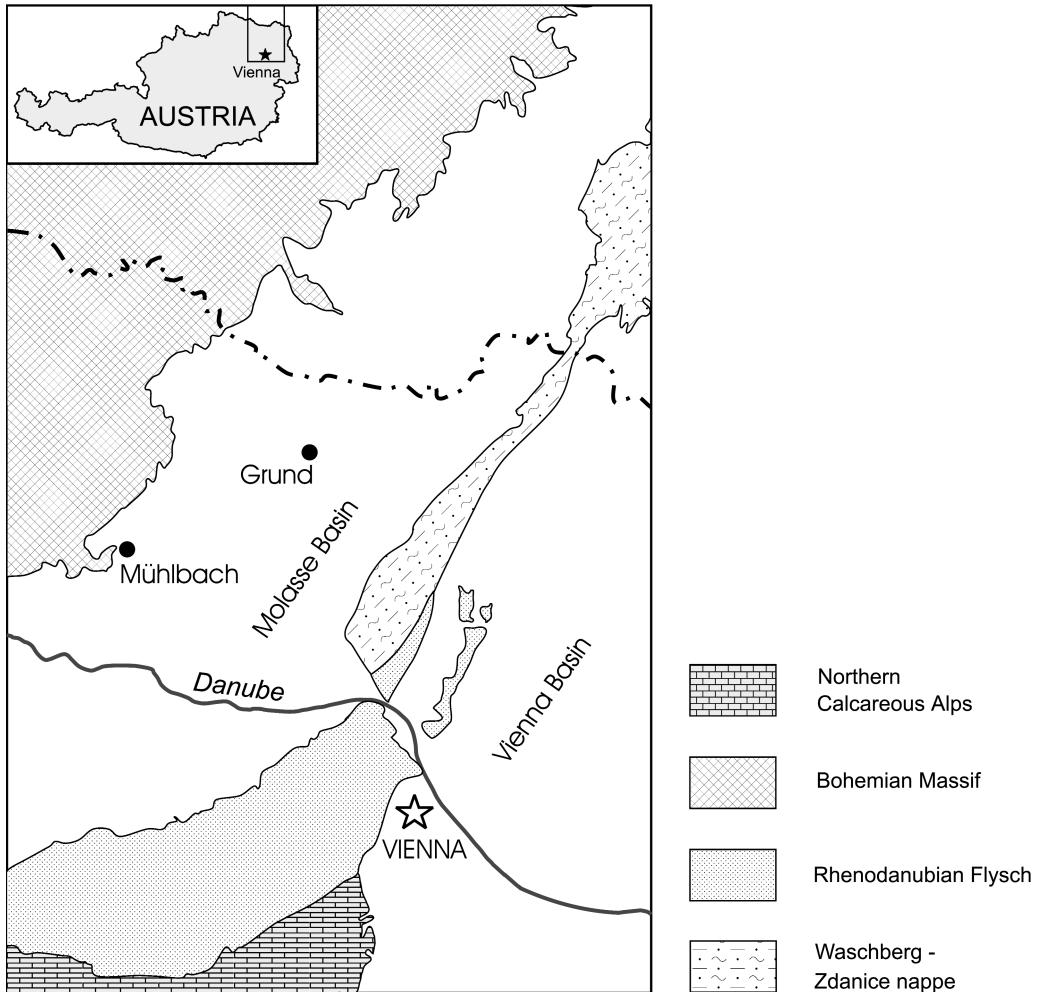 Vienna
AUSTRIA
Grund
Mühlbach
Molasse Basin
Danube
Vienna Basin
VIENNA
Northern
Calcareous Alps
Bohemian Massif
Rhenodanubian Flysch
Waschberg -
Zdanice nappe